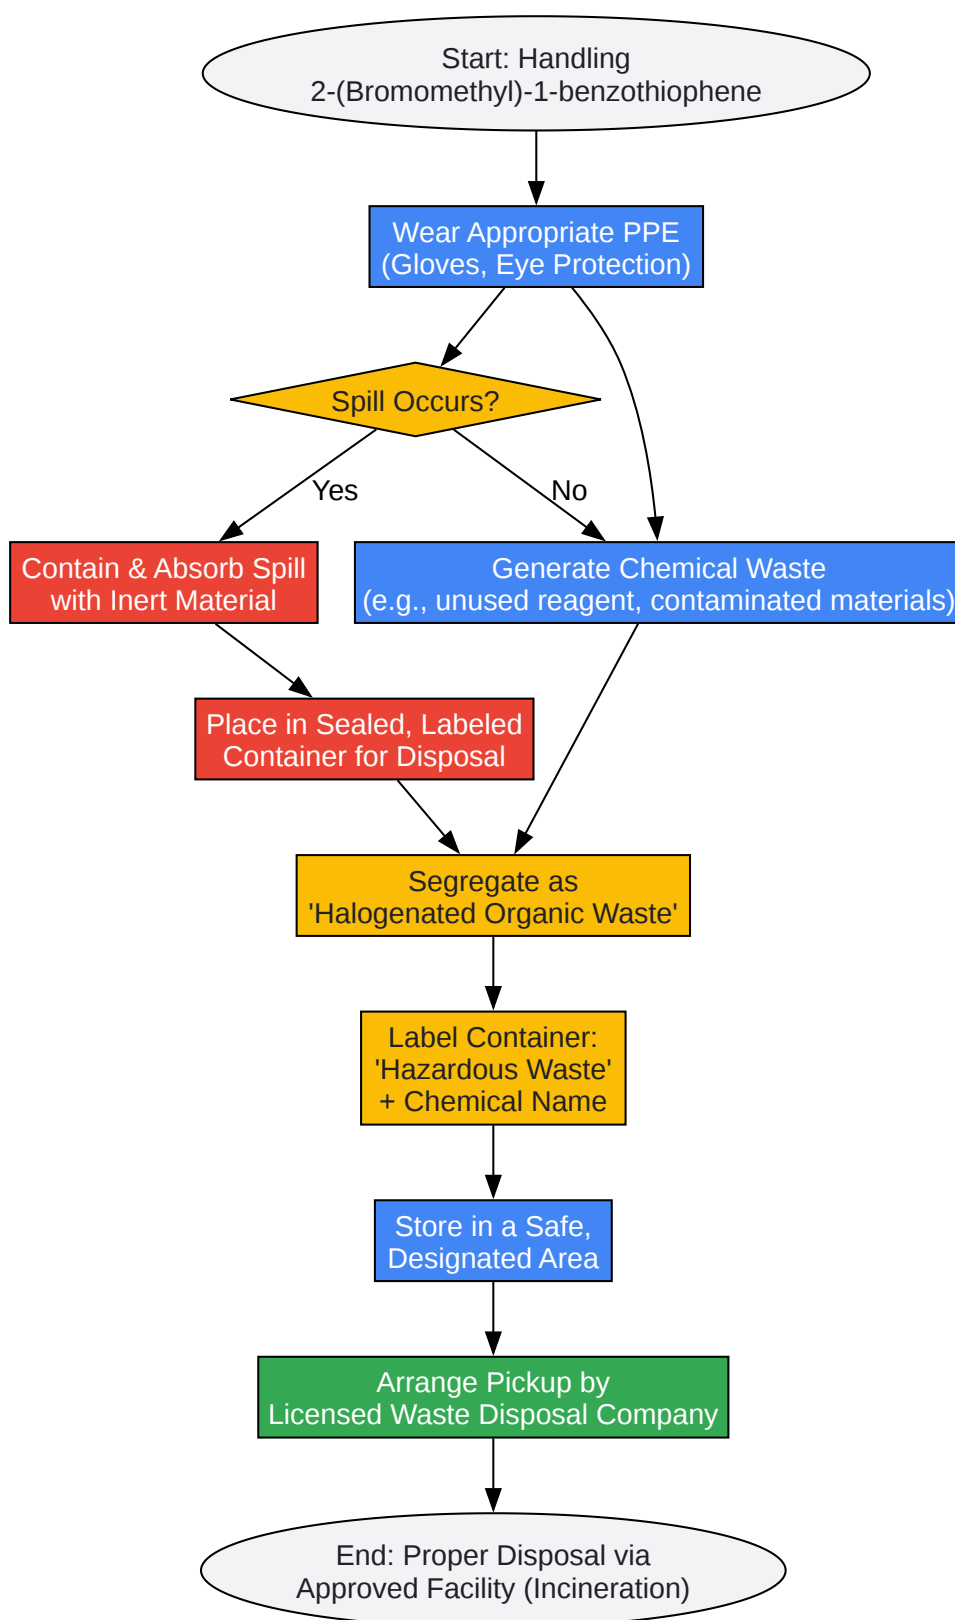 Start: Handling
2-(Bromomethyl)-1-benzothiophene
Wear Appropriate PPE
(Gloves, Eye Protection)
Spill Occurs?
Yes
No
Contain & Absorb Spill
with Inert Material
Generate Chemical Waste
(e.g., unused reagent, contaminated materials)
Place in Sealed, Labeled
Container for Disposal
Segregate as
'Halogenated Organic Waste'
Label Container:
'Hazardous Waste'
+ Chemical Name
Store in a Safe,
Designated Area
Arrange Pickup by
Licensed Waste Disposal Company
End: Proper Disposal via
Approved Facility (Incineration)